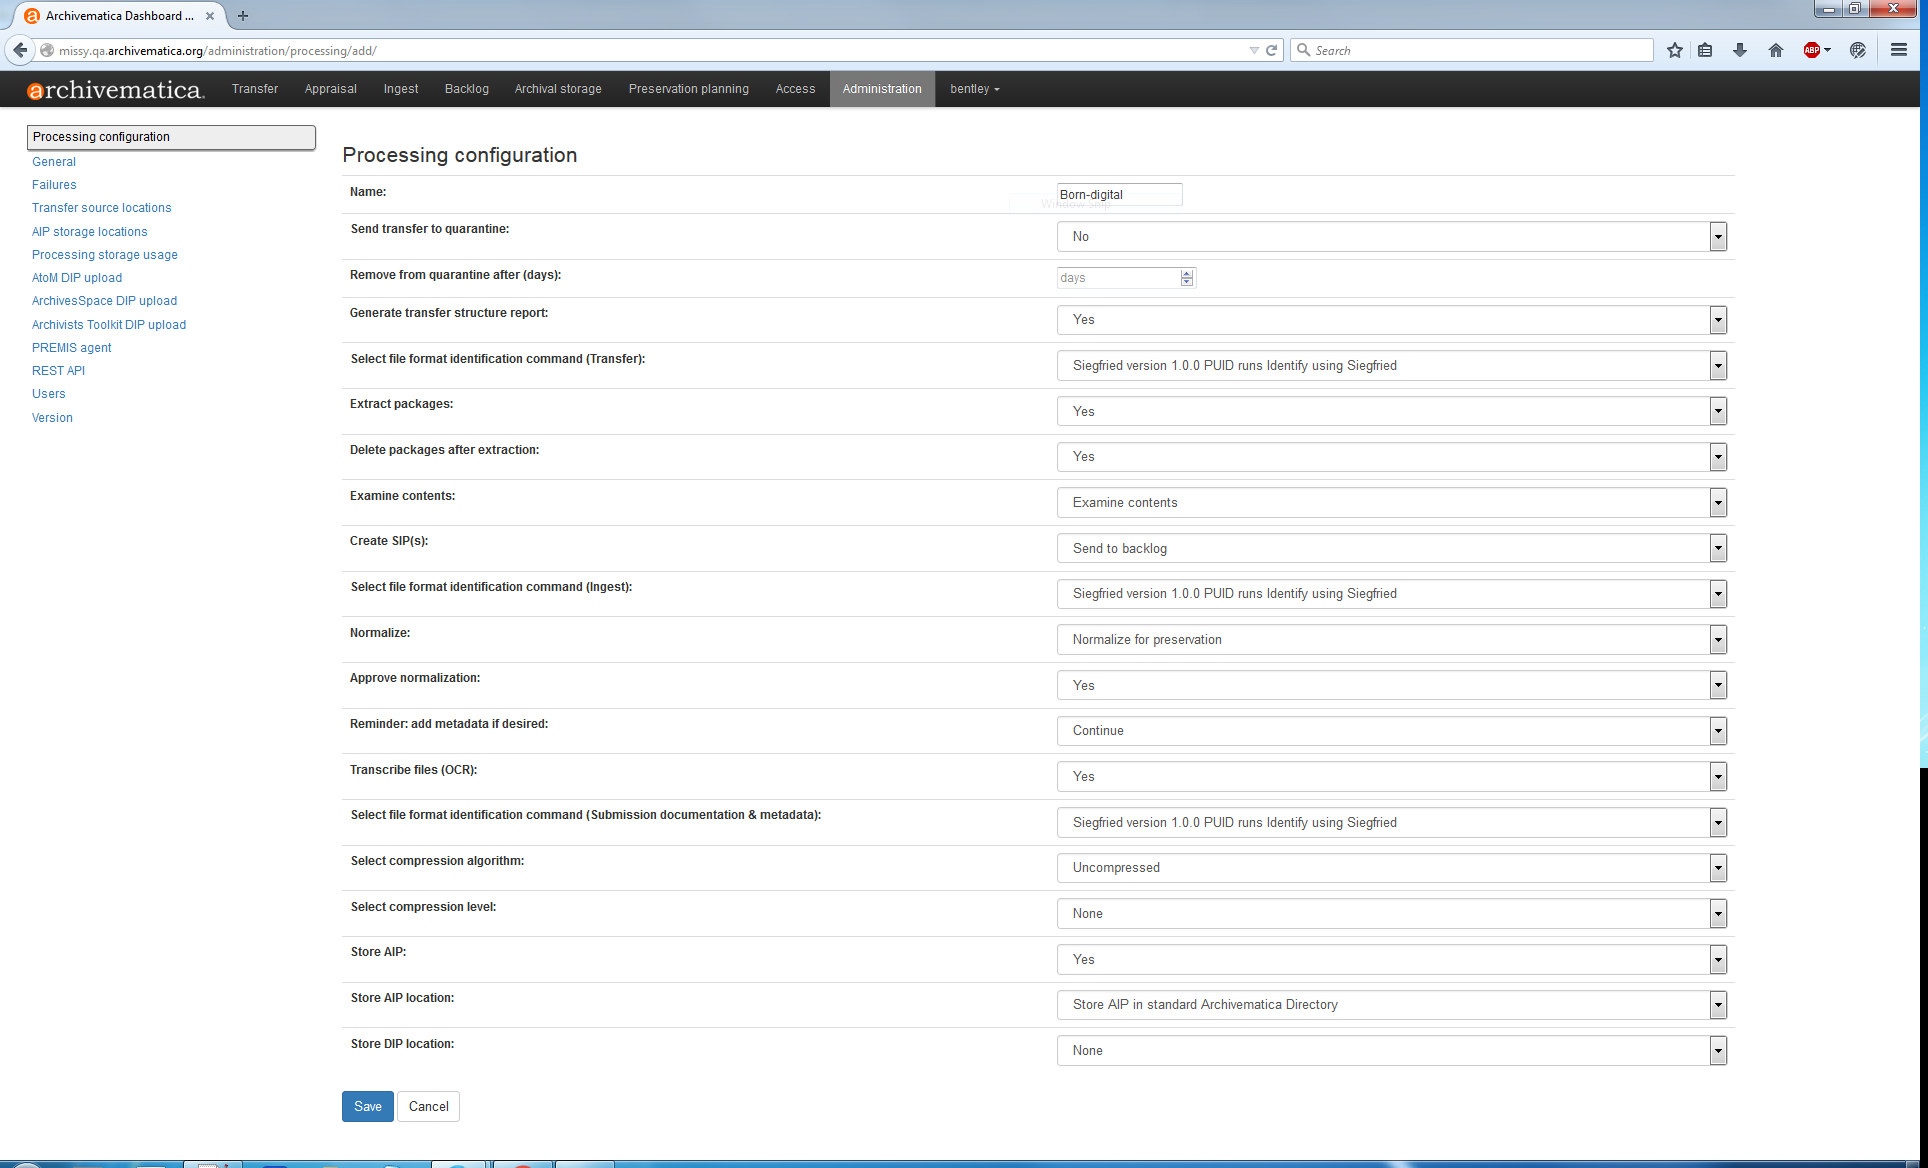 Archivematica Dashboard ...
missy.qa.archivematica.org/administration/processing/add/
Search
ABP
archivematica.
Transfer Appraisal Ingest Backlog Archival storage Preservation planning Access Administration bentley
Processing configuration
General
Failures
Transfer source locations
AIP storage locations
Processing storage usage
AtoM DIP upload
ArchivesSpace DIP upload
Archivists Toolkit DIP upload
PREMIS agent
REST API
Users
Version
Processing configuration
Name: Born-digital
Window Snip
Send transfer to quarantine: No
Remove from quarantine after (days): days
Generate transfer structure report: Yes
Select file format identification command (Transfer): Siegfried version 1.0.0 PUID runs Identify using Siegfried
Extract packages: Yes
Delete packages after extraction: Yes
Examine contents: Examine contents
Create SIP(s): Send to backlog
Select file format identification command (Ingest): Siegfried version 1.0.0 PUID runs Identify using Siegfried
Normalize: Normalize for preservation
Approve normalization: Yes
Reminder: add metadata if desired: Continue
Transcribe files (OCR): Yes
Select file format identification command (Submission documentation & metadata): Siegfried version 1.0.0 PUID runs Identify using Siegfried
Select compression algorithm: Uncompressed
Select compression level: None
Store AIP: Yes
Store AIP location: Store AIP in standard Archivematica Directory
Store DIP location: None
Save Cancel